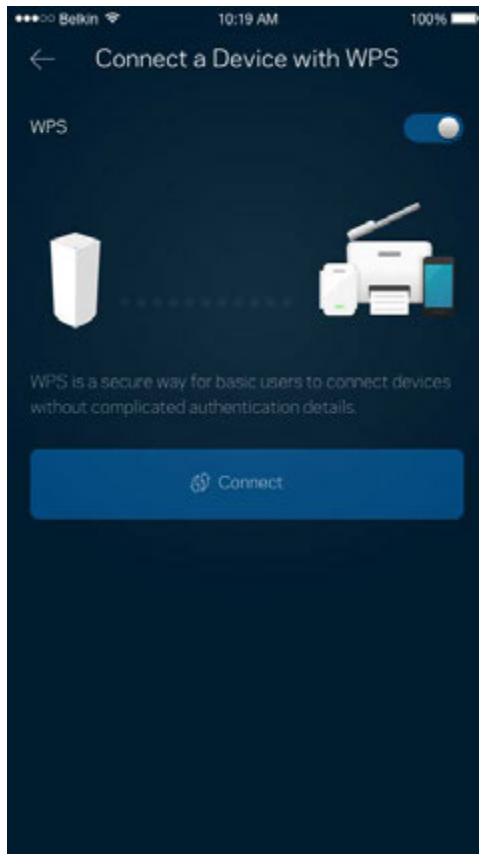 Belkin 10:19 AM 100%
Connect a Device with WPS
WPS
WPS is a secure way for basic users to connect devices
without complicated authentication details.
Connect